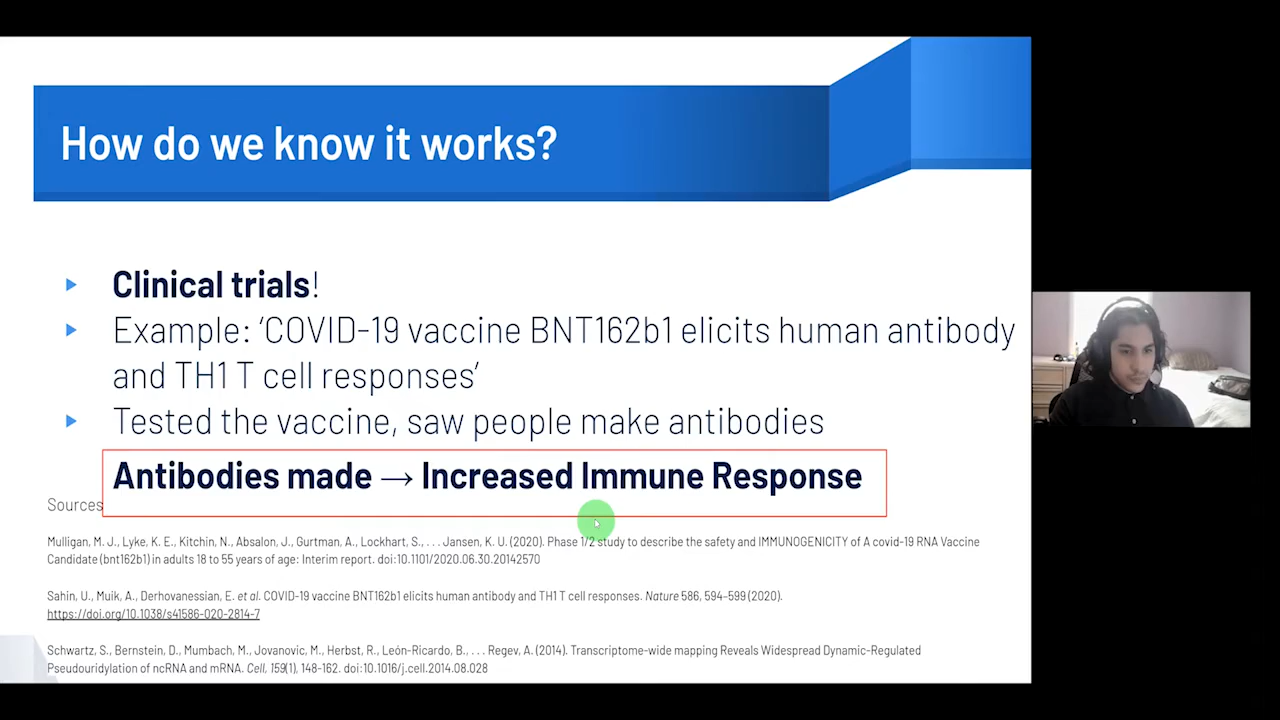 How do we know it works?
Clinical trials!
Example: ‘COVID-19 vaccine BNT162b1 elicits human antibody
and TH1 T cell responses’
Tested the vaccine, saw people make antibodies
Antibodies made → Increased Immune Response
Sources
Mulligan, M. J., Lyke, K. E., Kitchin, N., Absalon, J., Gurtman, A., Lockhart, S., . . . Jansen, K. U. (2020). Phase 1/2 study to describe the safety and IMMUNOGENICITY of A covid-19 RNA Vaccine
Candidate (bnt162b1) in adults 18 to 55 years of age: Interim report. doi:10.1101/2020.06.30.20142570
Sahin, U., Muik, A., Derhovanessian, E. et al. COVID-19 vaccine BNT162b1 elicits human antibody and TH1 T cell responses. Nature 586, 594–599 (2020).
https://doi.org/10.1038/s41586-020-2814-7
Schwartz, S., Bernstein, D., Mumbach, M., Jovanovic, M., Herbst, R., León-Ricardo, B., . . . Regev, A. (2014). Transcriptome-wide mapping Reveals Widespread Dynamic-Regulated
Pseudouridylation of ncRNA and mRNA. Cell, 159(1), 148-162. doi:10.1016/j.cell.2014.08.028